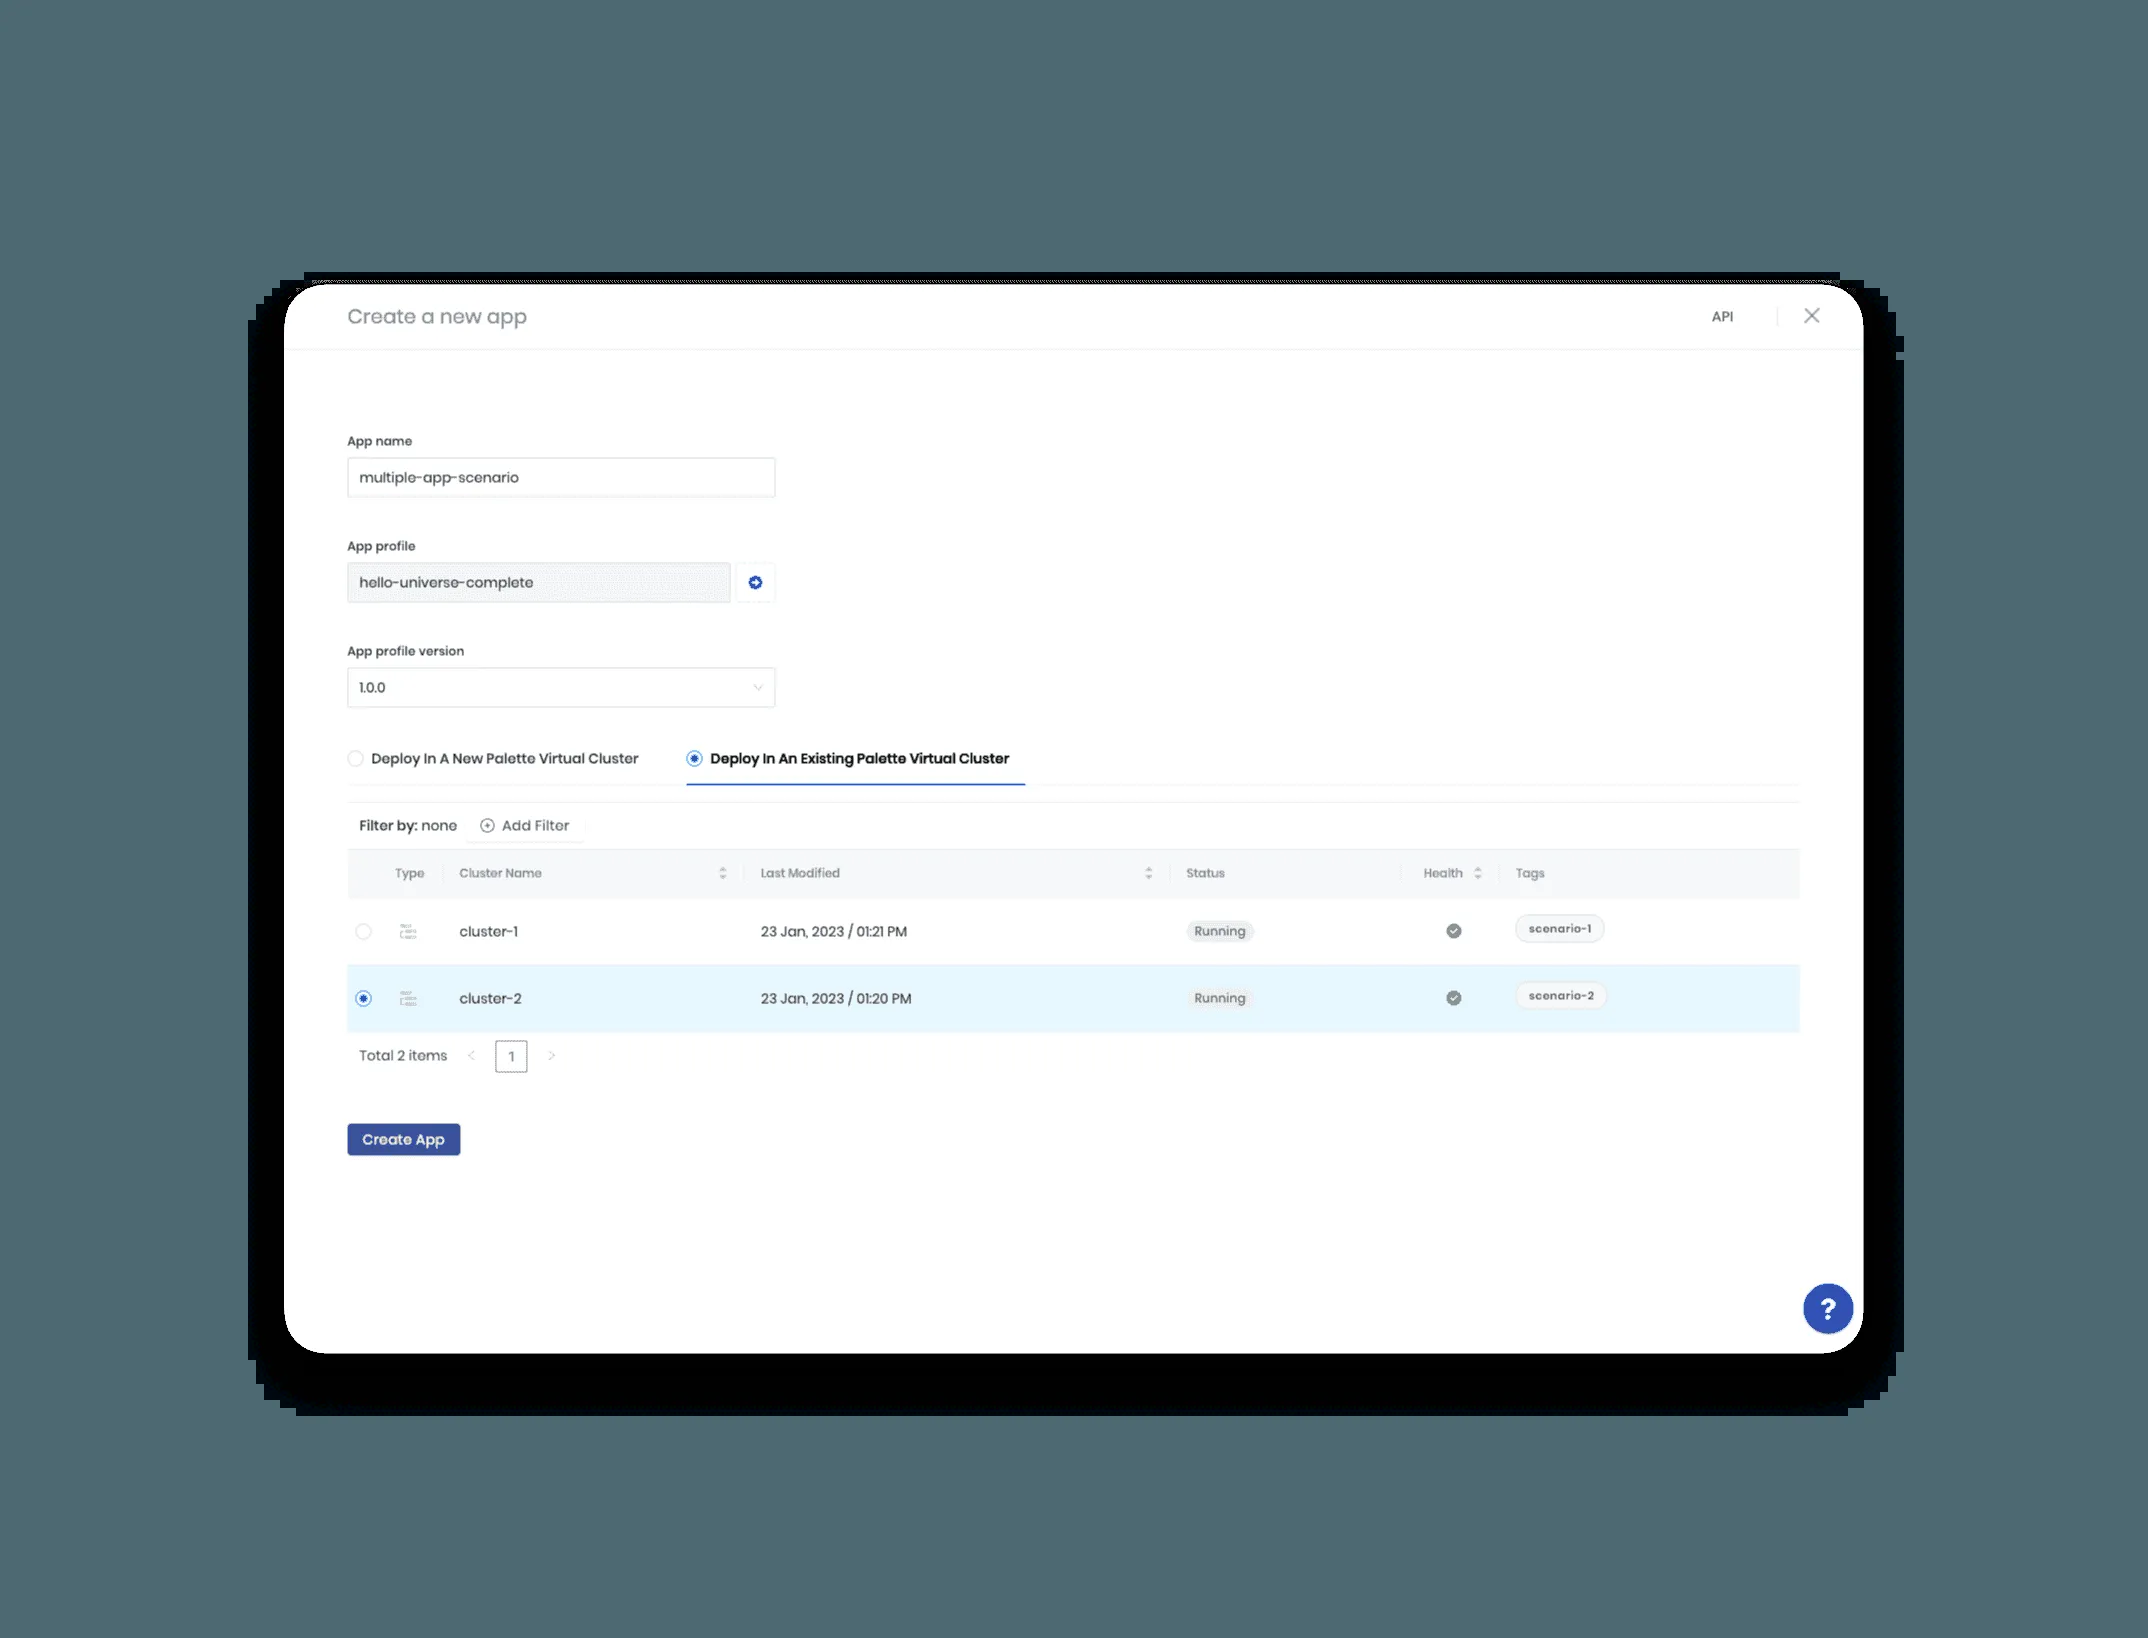 Create a new app
API
App name
multiple-app-scenario
App profile
hello-universe-complete
App profile version
1.0.0
Deploy In A New Palette Virtual Cluster
Deploy In An Existing Palette Virtual Cluster
Filter by: none
Add Filter
Type Cluster Name Last Modified Status Health Tags
cluster-1 23 Jan, 2023 / 01:21 PM Running scenario-1
cluster-2 23 Jan, 2023 / 01:20 PM Running scenario-2
Total 2 items < 1 >
Create App
?